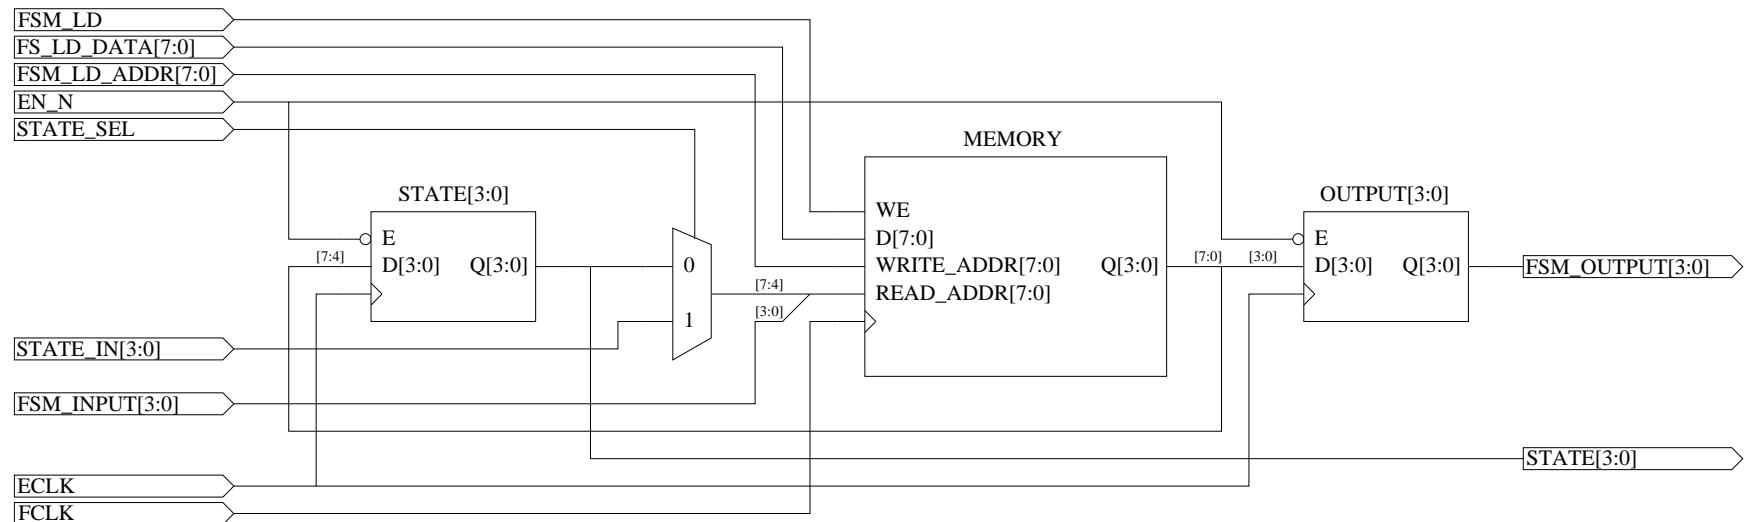 FSM_LD
FS_LD_DATA[7:0]
FSM_LD_ADDR[7:0]
EN_N
STATE_SEL
MEMORY
STATE[3:0]
OUTPUT[3:0]
WE
E
D[7:0]
E
[7:4]
D[3:0] Q[3:0]
0
WRITE_ADDR[7:0] Q[3:0]
[7:0] [3:0]
D[3:0] Q[3:0]
FSM_OUTPUT[3:0]
[7:4]
READ_ADDR[7:0]
[3:0]
1
STATE_IN[3:0]
FSM_INPUT[3:0]
STATE[3:0]
ECLK
FCLK